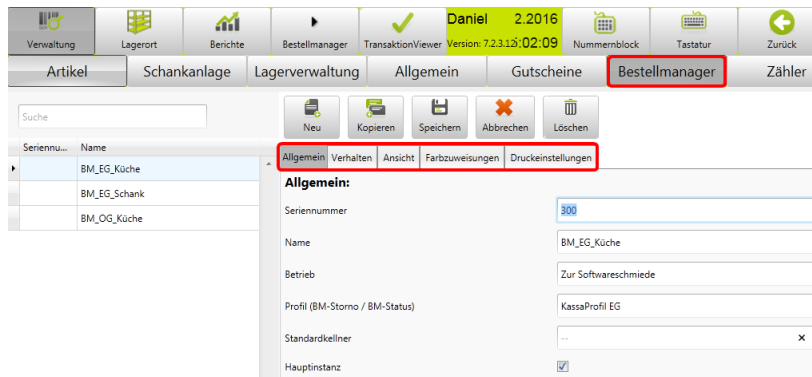 Daniel 2.2016
Verwaltung Lagerort Berichte Bestellmanager TransaktionViewer Version: 7.2.3.12 :02:09 Nummernblock Tastatur Zurück
Artikel Schankanlage Lagerverwaltung Allgemein Gutscheine Bestellmanager Zähler
Suche
Neu Kopieren Speichern Abbrechen Löschen
Seriennu... Name
Allgemein Verhalten Ansicht Farbzuweisungen Druckeinstellungen
BM_EG_Küche
BM_EG_Schank
BM_OG_Küche
Allgemein:
Seriennummer 300
Name BM_EG_Küche
Betrieb Zur Softwareschmiede
Profil (BM-Storno / BM-Status) KassaProfil EG
Standardkellner -- x
Hauptinstanz